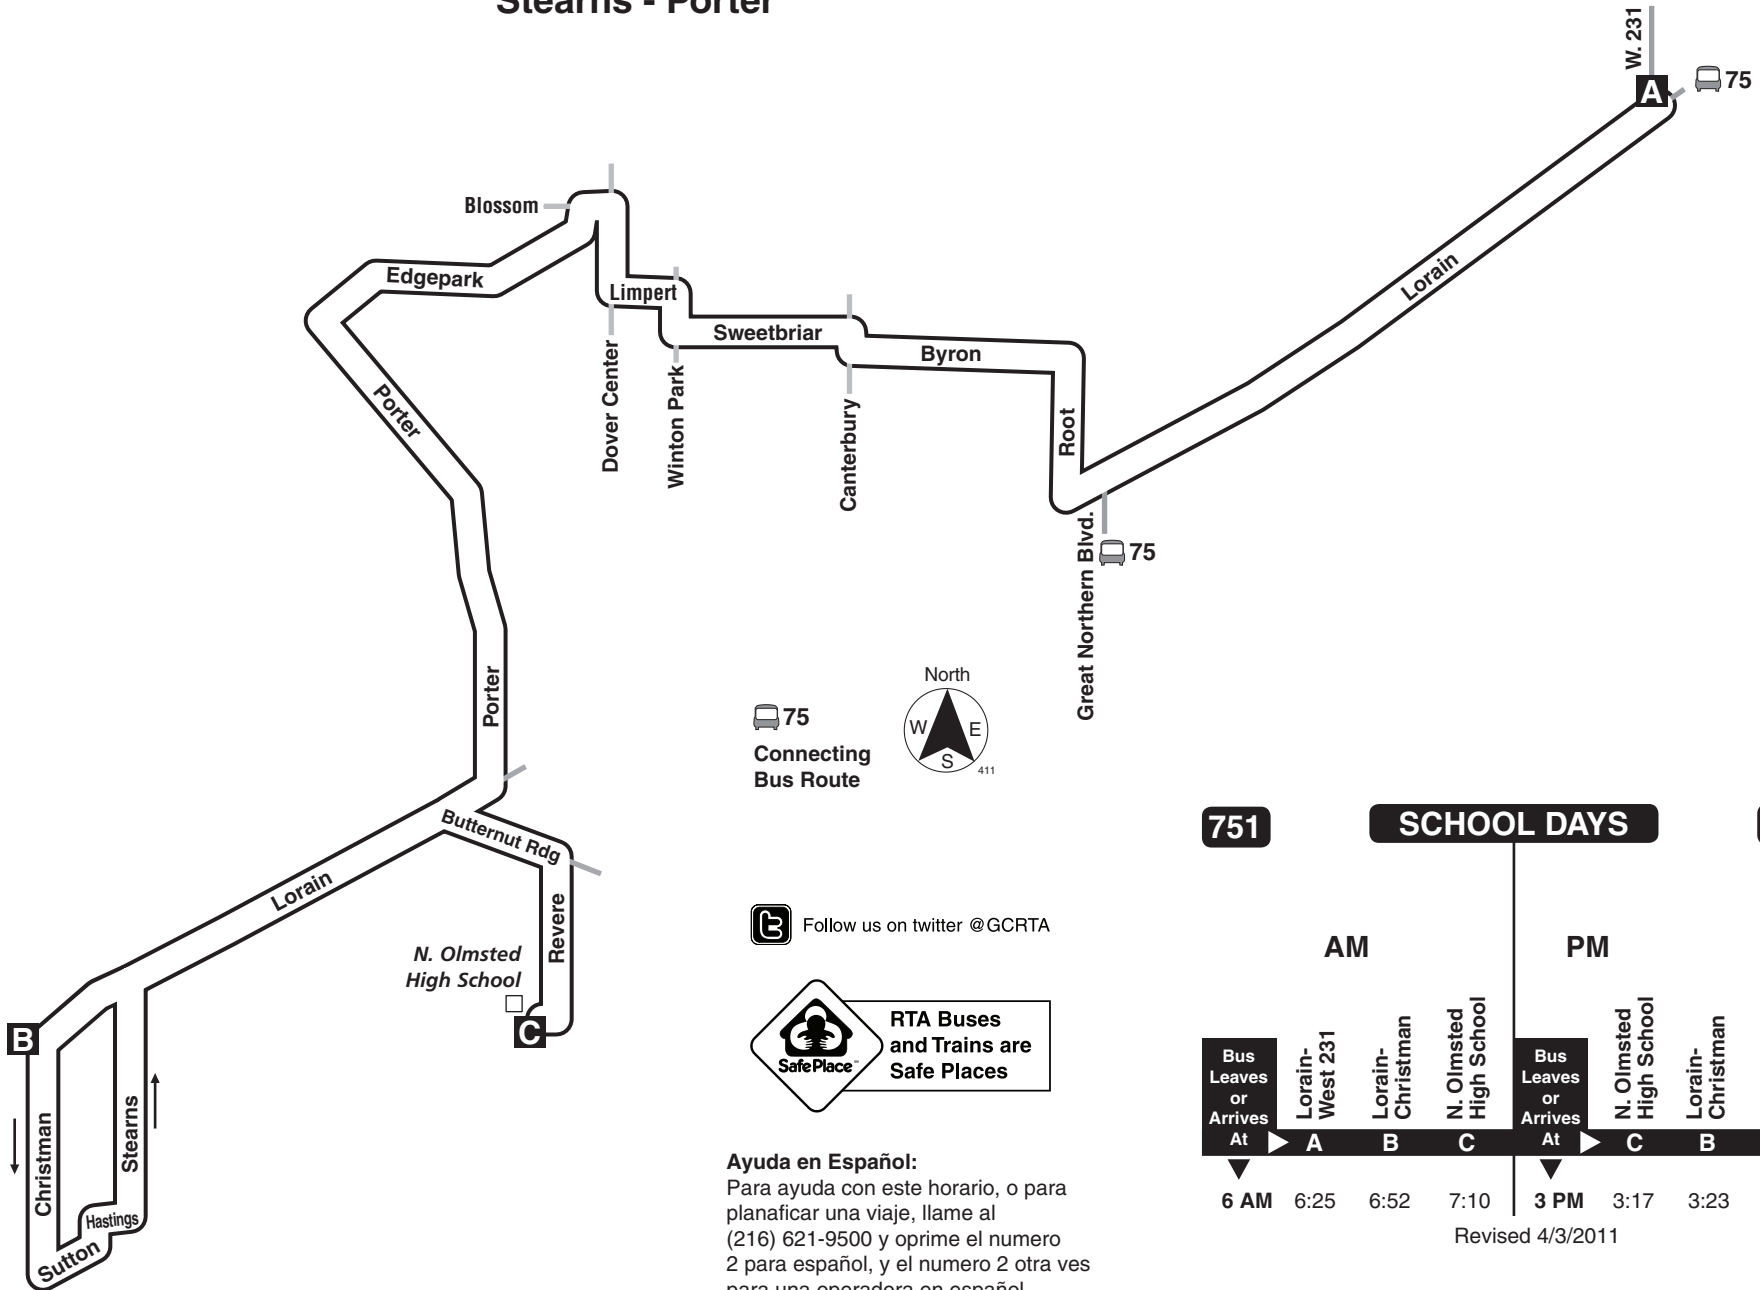 Stearns - Porter
W. 231
A
75
Blossom
Edgepark
Limpert
Sweetbriar
Byron
Lorain
Porter
Dover Center
Winton Park
Canterbury
Root
Great Northern Blvd.
75
Porter
North
W
E
S
411
75
Connecting
Bus Route
Butternut Rdg
Lorain
Revere
N. Olmsted
High School
C
B
Christman
Stearns
Hastings
Sutton
Follow us on twitter @GCRTA
SafePlace
RTA Buses
and Trains are
Safe Places
Ayuda en Español:
Para ayuda con este horario, o para
planaficar una viaje, llame al
(216) 621-9500 y oprime el numero
2 para español, y el numero 2 otra ves
para una operadora en español
751
SCHOOL DAYS
AM
PM
Bus
Leaves
or
Arrives
At
Lorain-
West 231
Lorain-
Christman
N. Olmsted
High School
Bus
Leaves
or
Arrives
At
N. Olmsted
High School
Lorain-
Christman
A B C C B
6 AM 6:25 6:52 7:10 3 PM 3:17 3:23
Revised 4/3/2011